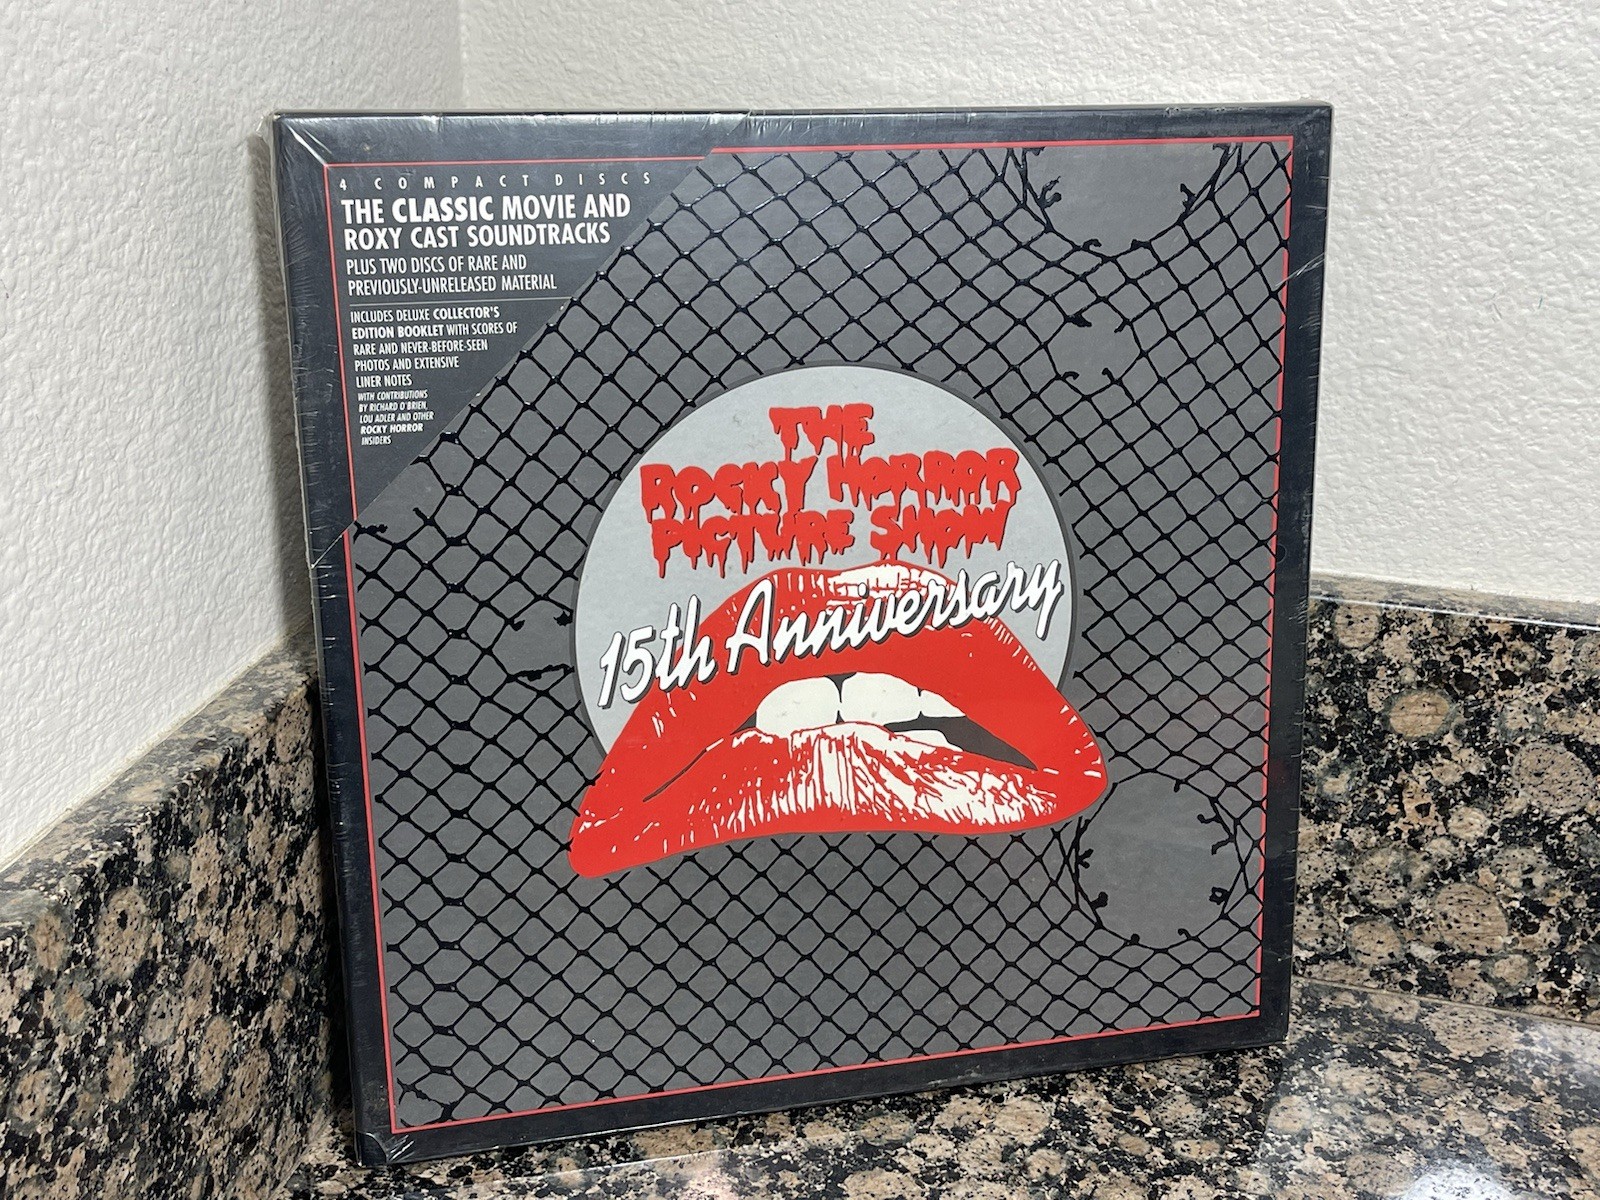 4 COMPACT DISCS
THE CLASSIC MOVIE AND
ROXY CAST SOUNDTRACKS
PLUS TWO DISCS OF RARE AND
PREVIOUSLY-UNRELEASED MATERIAL
INCLUDES DELUXE COLLECTOR'S
EDITION BOOKLET WITH SCORES OF
RARE AND NEVER-BEFORE-SEEN
PHOTOS AND EXTENSIVE
LINER NOTES
WITH CONTRIBUTIONS
BY RICHARD O'BRIEN,
LOU ADLER AND OTHER
ROCKY HORROR
INSIDERS
THE
ROCKY HORROR
PICTURE SHOW
15th Anniversary